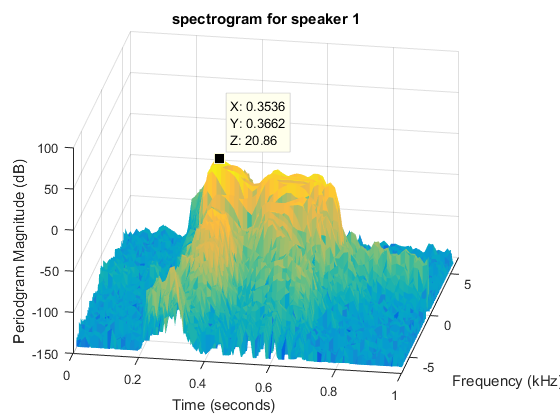 spectrogram for speaker 1
X: 0.3536
Y: 0.3662
Z: 20.86
100
50
0
-50
-100
-150
Periodgram Magnitude (dB)
0
0.2
0.4
0.6
0.8
1
Time (seconds)
5
0
-5
Frequency (kHz)